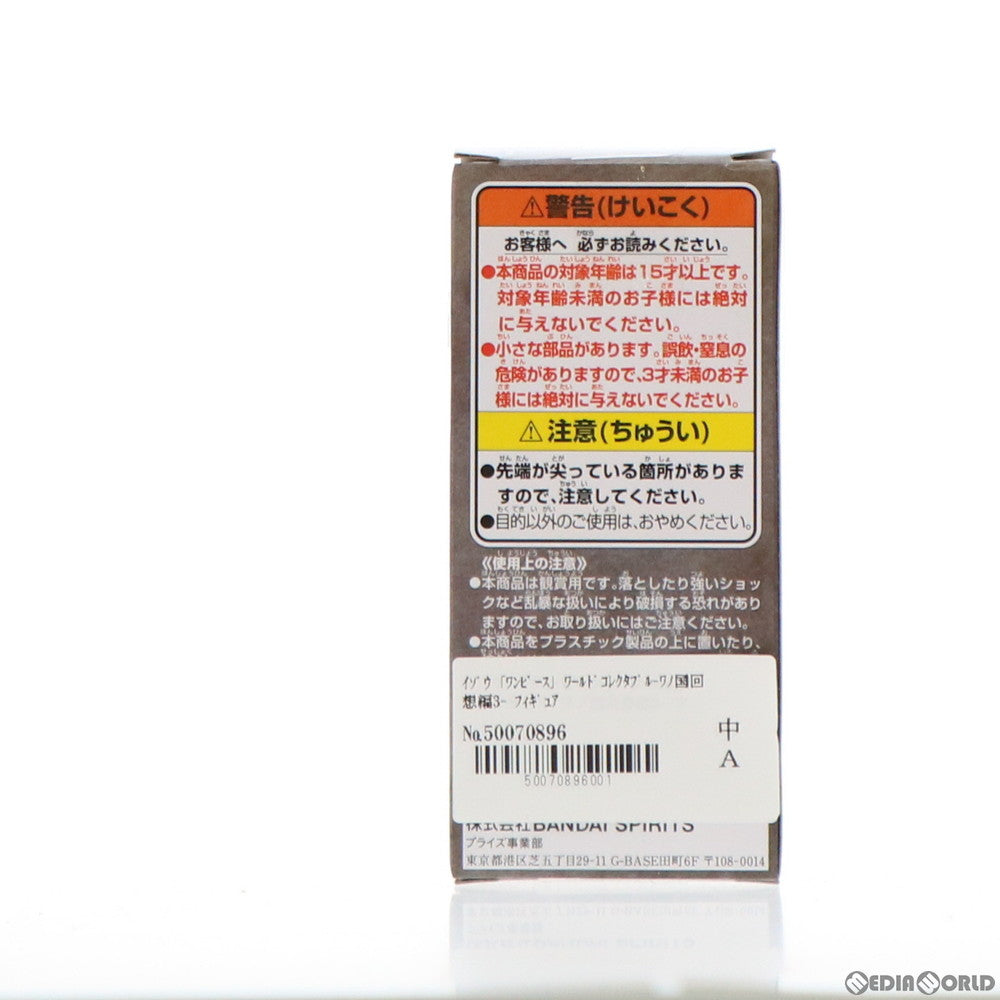 ⚠警告(けいこく)
お客様へ 必ずお読みください。
●本商品の対象年齢は15才以上です。
対象年齢未満のお子様には絶対
に与えないでください。
●小さな部品があります。誤飲・窒息の
危険がありますので、3才未満のお子
様には絶対に与えないでください。
⚠注意(ちゅうい)
●先端が尖っている箇所がありま
すので、注意してください。
●目的以外のご使用は、おやめください。
《使用上の注意》
●本商品は観賞用です。落としたり強いショッ
クなど乱暴な扱いにより破損する恐れがあり
ますので、お取り扱いにはご注意ください。
●本商品をプラスチック製品の上に置いたり、
ｲｿﾞｳ 「ﾜﾝﾋﾟｰｽ」 ﾜｰﾙﾄﾞｺﾚｸﾀﾌﾞﾙｰﾜﾉ国回
想編3- ﾌｨｷﾞｭｱ
No.50070896
中
A
50070896001
株式会社BANDAI SPIRITS
プライズ事業部
東京都港区芝五丁目29-11 G-BASE田町6F 〒108-0014
MEDIAWORLD